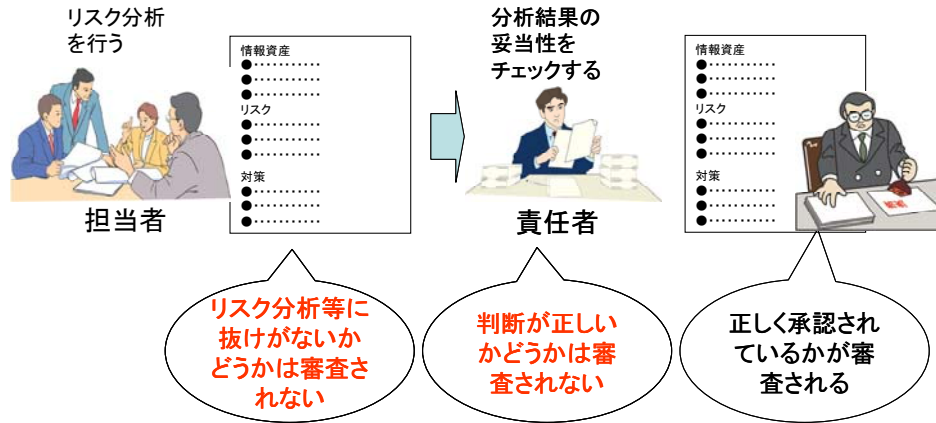 リスク分析
を行う
担当者
情報資産
●‥‥‥‥‥
●‥‥‥‥‥
●‥‥‥‥‥
リスク
●‥‥‥‥‥
●‥‥‥‥‥
●‥‥‥‥‥
対策
●‥‥‥‥‥
●‥‥‥‥‥
●‥‥‥‥‥
分析結果の
妥当性を
チェックする
責任者
情報資産
●‥‥‥‥‥
●‥‥‥‥‥
●‥‥‥‥‥
リスク
●‥‥‥‥‥
●‥‥‥‥‥
●‥‥‥‥‥
対策
●‥‥‥‥‥
●‥‥‥‥‥
●‥‥‥‥‥
リスク分析等に
抜けがないか
どうかは審査さ
れない
判断が正しい
かどうかは審
査されない
正しく承認され
ているかが審
査される